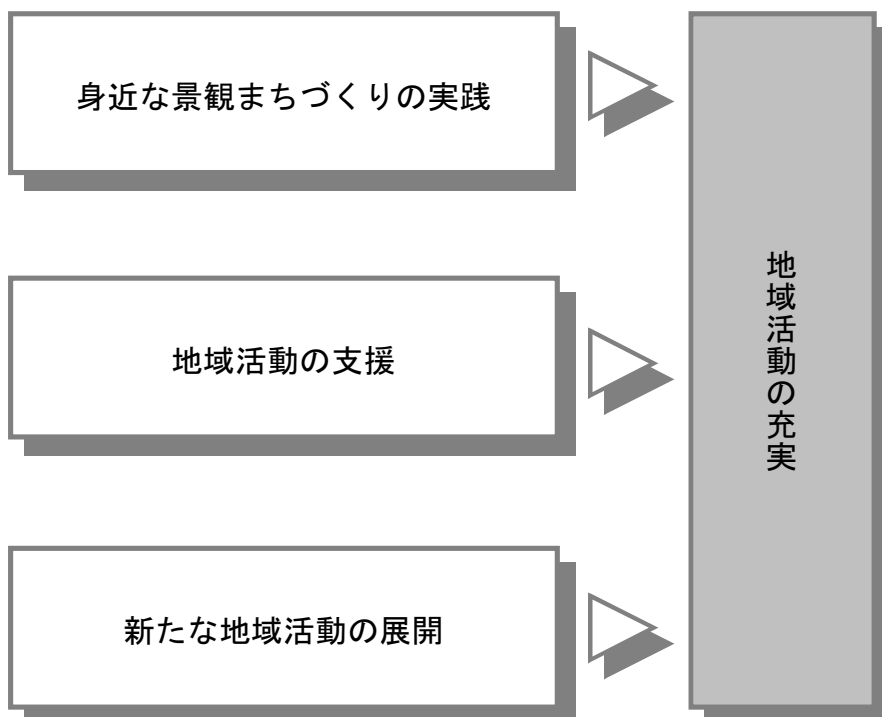 身近な景観まちづくりの実践
地域活動の支援
新たな地域活動の展開
地域活動の充実